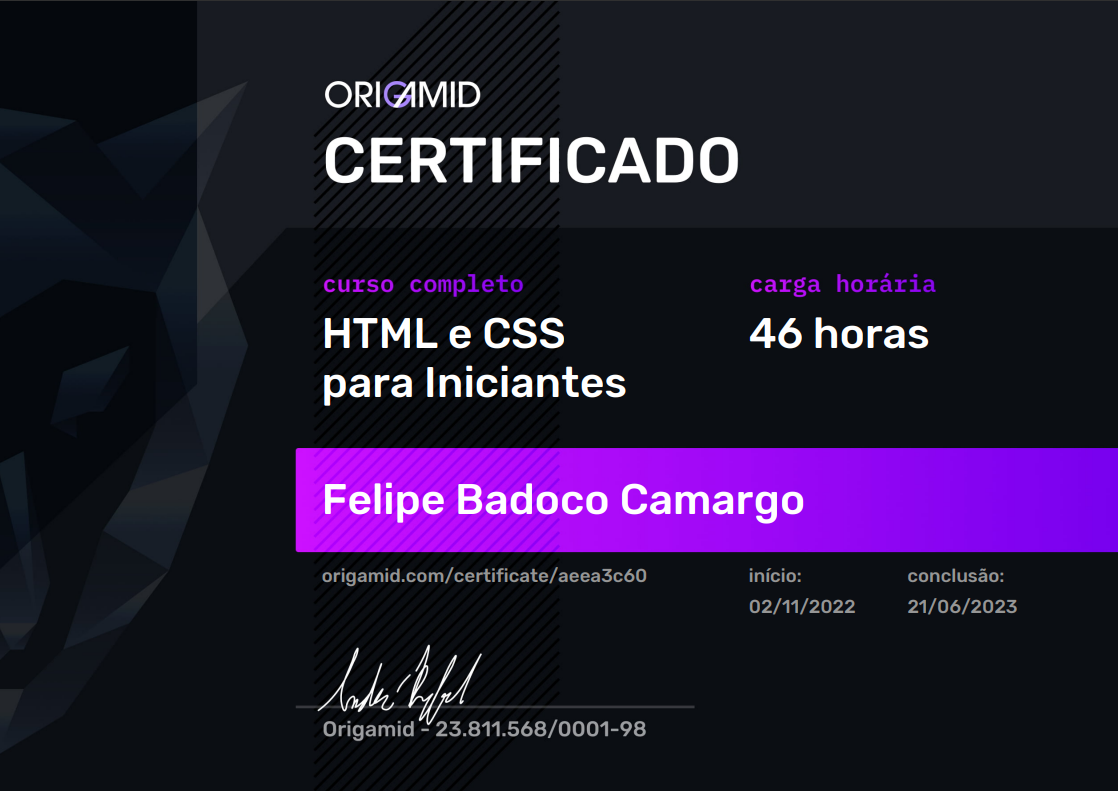 ORIGAMID
CERTIFICADO
curso completo
HTML e CSS
para Iniciantes
carga horária
46 horas
Felipe Badoco Camargo
origamid.com/certificate/aeea3c60
início:
02/11/2022
conclusão:
21/06/2023
Origamid - 23.811.568/0001-98